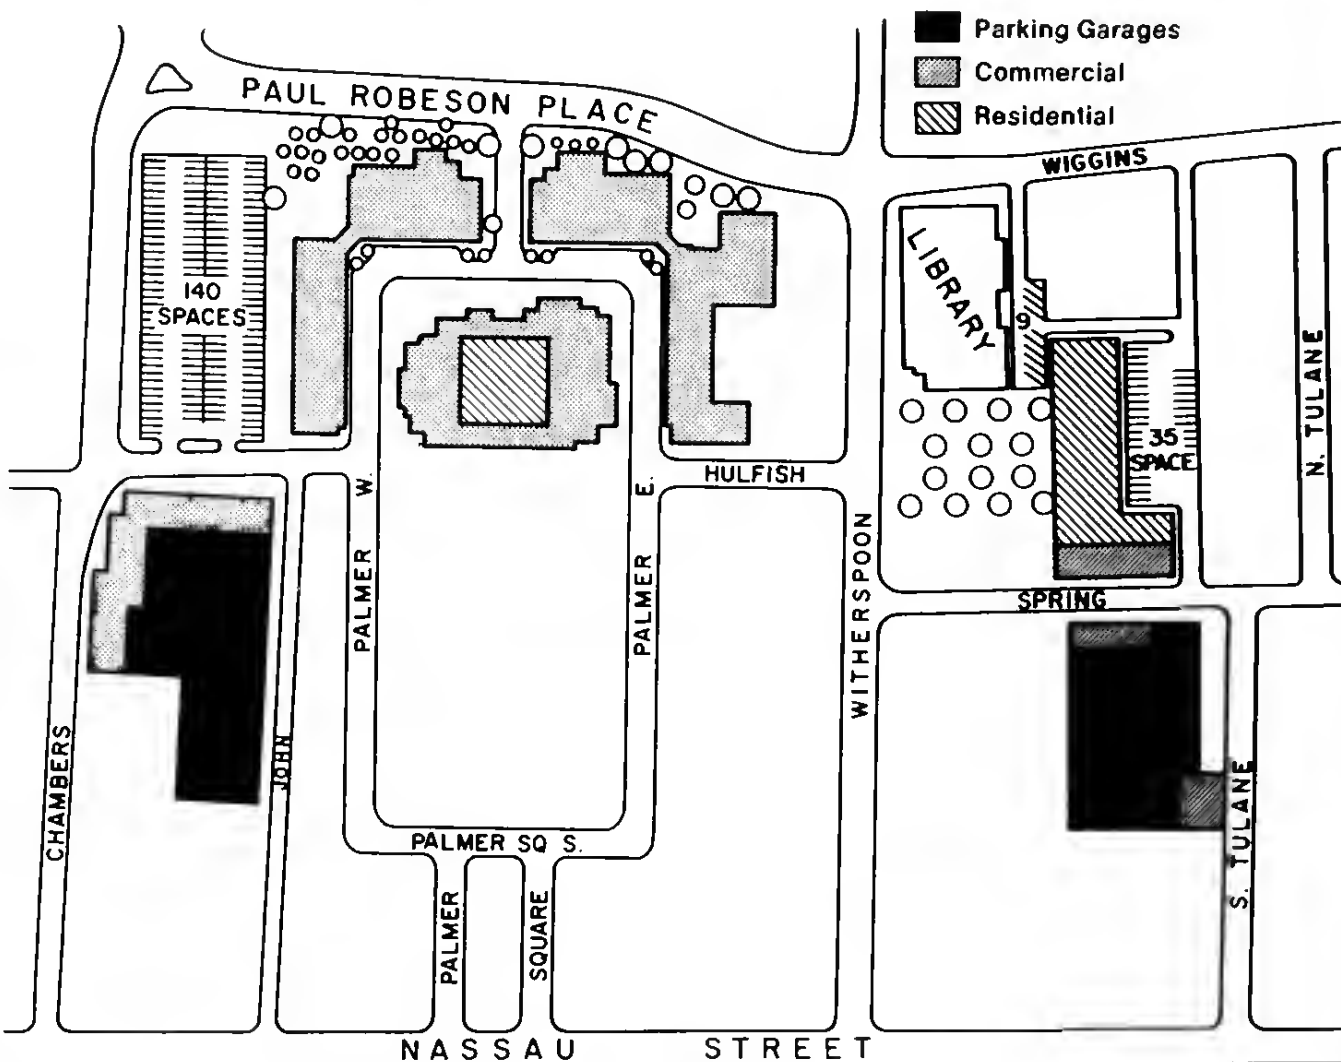 Parking Garages
Commercial
Residential
PAUL ROBESON PLACE
WIGGINS
LIBRARY
140
SPACES
9
N. TULANE
35
SPACE
HULFISH
PALMER W.
PALMER E.
WITHERSPOON
SPRING
CHAMBERS
JOHN
S. TULANE
PALMER SQ S.
PALMER
SQUARE
NASSAU STREET